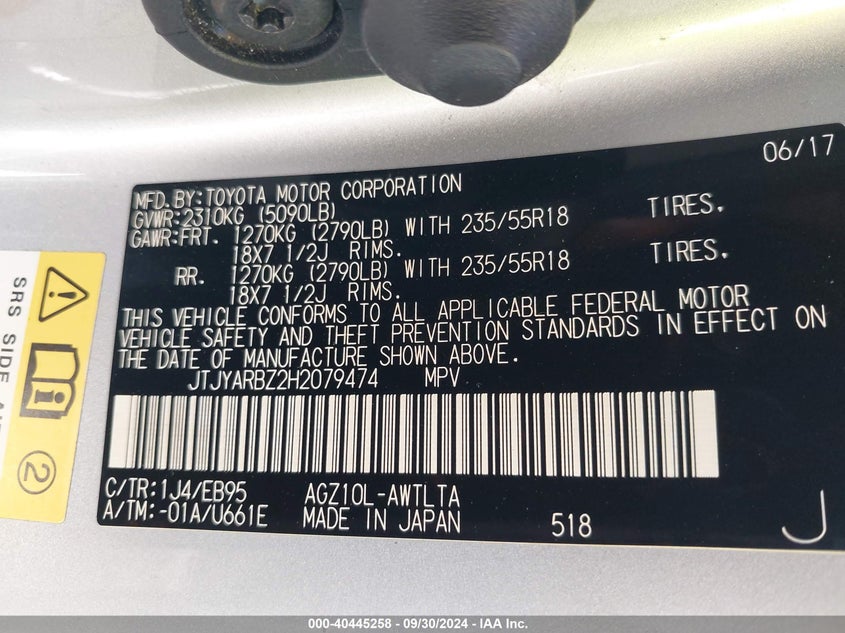 06/17
MFD.BY:TOYOTA MOTOR CORPORATION
GVWR:2310KG (5090LB)
GAWR:FRT. 1270KG (2790LB) WITH 235/55R18 TIRES.
18X7 1/2J RIMS.
RR. 1270KG (2790LB) WITH 235/55R18 TIRES.
18X7 1/2J RIMS.
THIS VEHICLE CONFORMS TO ALL APPLICABLE FEDERAL MOTOR
VEHICLE SAFETY AND THEFT PREVENTION STANDARDS IN EFFECT ON
THE DATE OF MANUFACTURE SHOWN ABOVE.
JTJYARBZ2H2079474 MPV
C/TR:1J4/EB95 AGZ10L-AWTLTA
A/TM:-01A/U661E MADE IN JAPAN 518 J
SRS SIDE
2
000-40445258 - 09/30/2024 - IAA Inc.